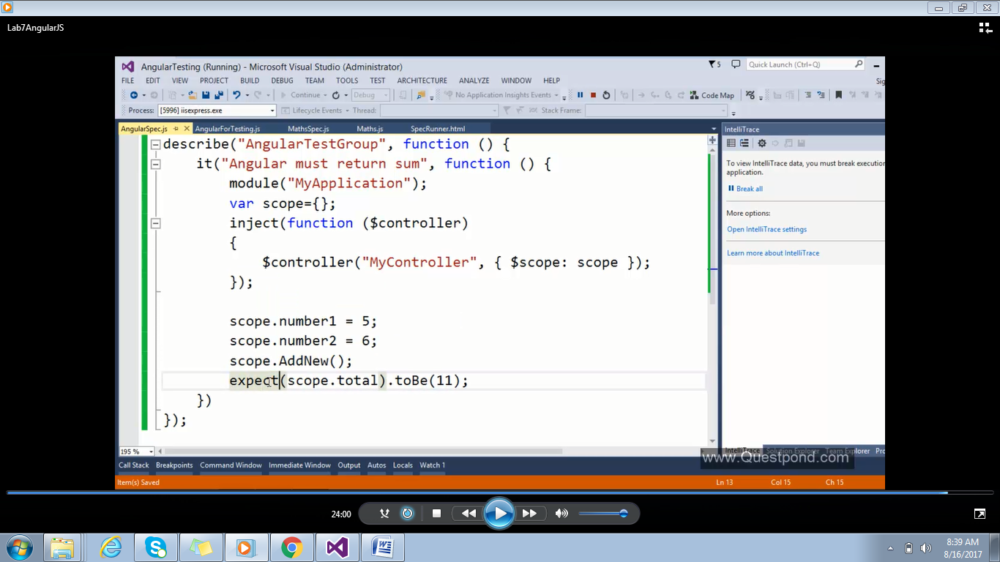 Lab7AngularJS
AngularTesting (Running) - Microsoft Visual Studio (Administrator)
5
Quick Launch (Ctrl+Q)
FILE EDIT VIEW PROJECT BUILD DEBUG TEAM TOOLS TEST ARCHITECTURE ANALYZE WINDOW HELP
Continue Debug No Application Insights Events Code Map
Process: [5996] iisexpress.exe Lifecycle Events Thread: Stack Frame:
AngularSpec.js AngularForTesting.js MathsSpec.js Maths.js SpecRunner.html
describe("AngularTestGroup", function () {
it("Angular must return sum", function () {
module("MyApplication");
var scope={};
inject(function ($controller)
{
$controller("MyController", { $scope: scope });
});
scope.number1 = 5;
scope.number2 = 6;
scope.AddNew();
expect(scope.total).toBe(11);
})
});
IntelliTrace
To view IntelliTrace data, you must break execution
application.
Break all
More options:
Open IntelliTrace settings
Learn more about IntelliTrace
195 %
IntelliTrace Solution Explorer Team Explorer
www.Questpond.com
Call Stack Breakpoints Command Window Immediate Window Output Autos Locals Watch 1
Item(s) Saved Ln 13 Col 15 Ch 15
24:00
8:39 AM
8/16/2017